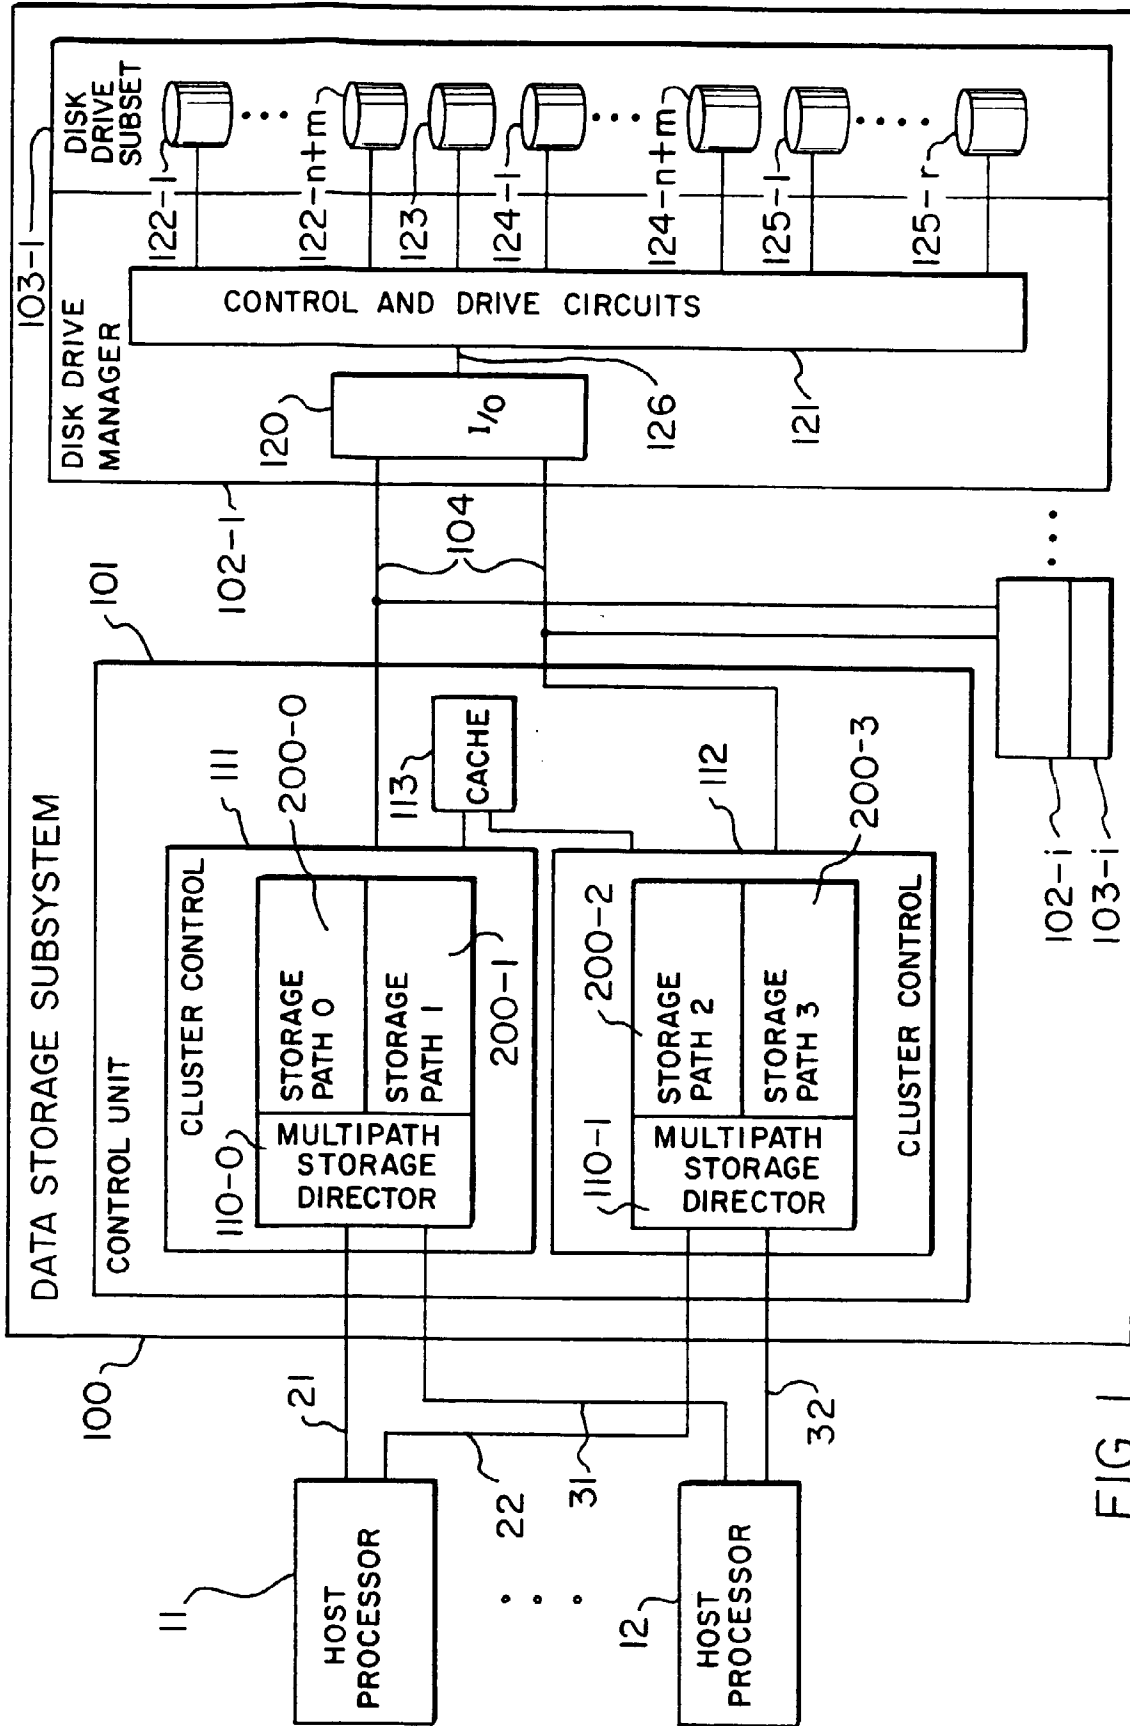 DATA STORAGE SUBSYSTEM
100
CONTROL UNIT
101
CLUSTER CONTROL
111
110-0
MULTIPATH
STORAGE
DIRECTOR
STORAGE
PATH 0
200-0
STORAGE
PATH 1
200-1
113
CACHE
110-1
MULTIPATH
STORAGE
DIRECTOR
STORAGE
PATH 2
200-2
STORAGE
PATH 3
200-3
112
CLUSTER CONTROL
11
HOST
PROCESSOR
12
HOST
PROCESSOR
21
22
31
32
102-1
DISK DRIVE
MANAGER
103-1
DISK
DRIVE
SUBSET
104
120
I/O
126
121
CONTROL AND DRIVE CIRCUITS
122-1
122-n+m
123
124-1
124-n+m
125-1
125-r
102-i
103-i
FIG 1